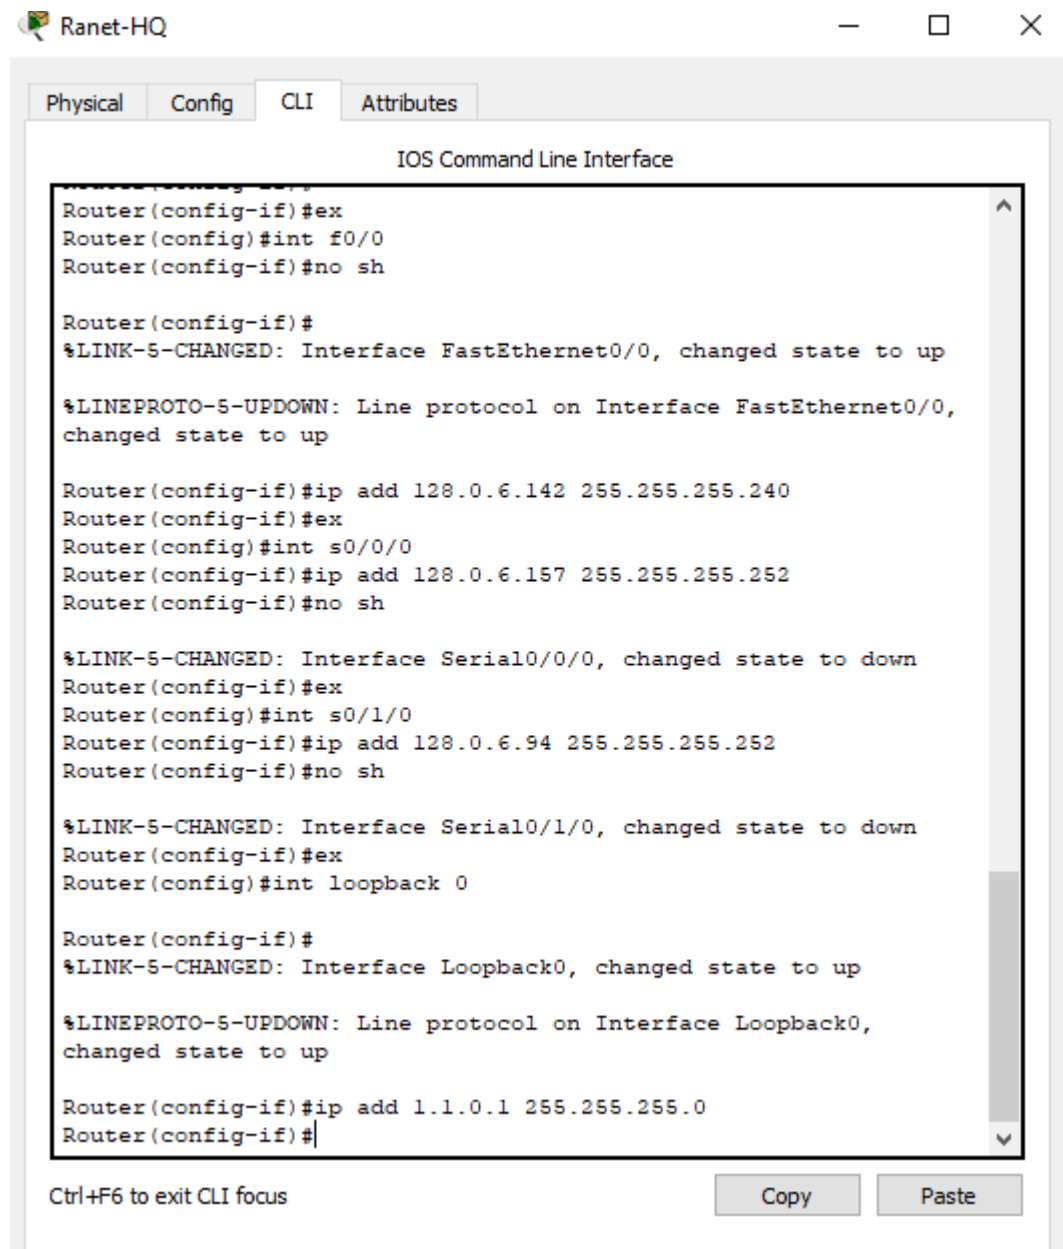 Ranet-HQ
Physical Config CLI Attributes
IOS Command Line Interface
Router(config-if)#ex
Router(config)#int f0/0
Router(config-if)#no sh
Router(config-if)#
%LINK-5-CHANGED: Interface FastEthernet0/0, changed state to up
%LINEPROTO-5-UPDOWN: Line protocol on Interface FastEthernet0/0,
changed state to up
Router(config-if)#ip add 128.0.6.142 255.255.255.240
Router(config-if)#ex
Router(config)#int s0/0/0
Router(config-if)#ip add 128.0.6.157 255.255.255.252
Router(config-if)#no sh
%LINK-5-CHANGED: Interface Serial0/0/0, changed state to down
Router(config-if)#ex
Router(config)#int s0/1/0
Router(config-if)#ip add 128.0.6.94 255.255.255.252
Router(config-if)#no sh
%LINK-5-CHANGED: Interface Serial0/1/0, changed state to down
Router(config-if)#ex
Router(config)#int loopback 0
Router(config-if)#
%LINK-5-CHANGED: Interface Loopback0, changed state to up
%LINEPROTO-5-UPDOWN: Line protocol on Interface Loopback0,
changed state to up
Router(config-if)#ip add 1.1.0.1 255.255.255.0
Router(config-if)#
Ctrl+F6 to exit CLI focus
Copy Paste